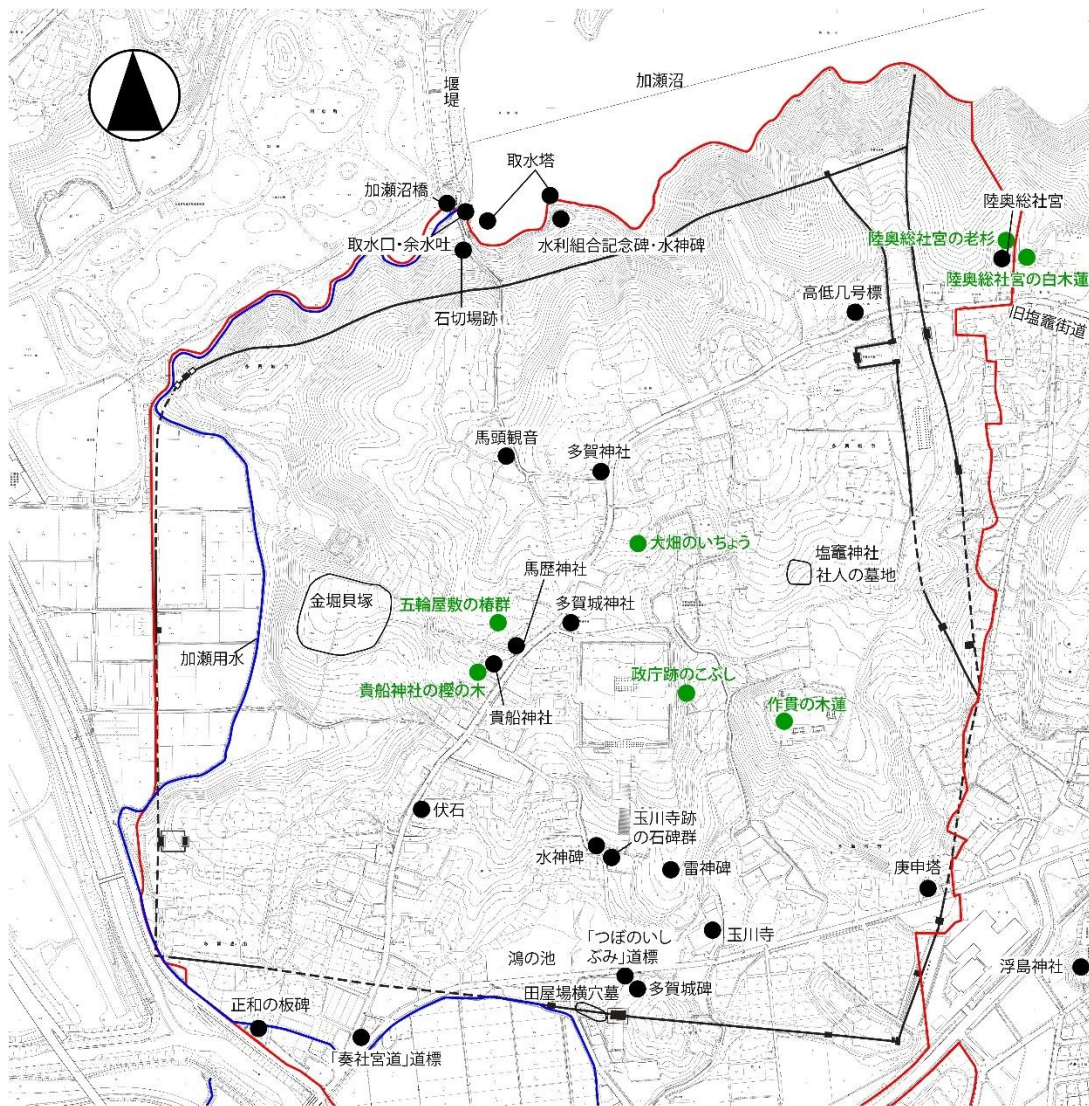 加瀬沼
堰堤
取水塔
加瀬沼橋
陸奥総社宮
取水口・余水吐
水利組合記念碑・水神碑
陸奥総社宮の老杉
陸奥総社宮の白木蓮
石切場跡
高低几号標
旧塩竈街道
馬頭観音
多賀神社
大畑のいちょう
塩竈神社
社人の墓地
馬歴神社
金堀貝塚
五輪屋敷の椿群
多賀城神社
加瀬用水
貴船神社の樫の木
政庁跡のこぶし
作貫の木蓮
貴船神社
伏石
玉川寺跡
の石碑群
水神碑
雷神碑
庚申塔
玉川寺
「つぼのいし
ぶみ」道標
鴻の池
多賀城碑
田屋場横穴墓
浮島神社
正和の板碑
「奏社宮道」道標